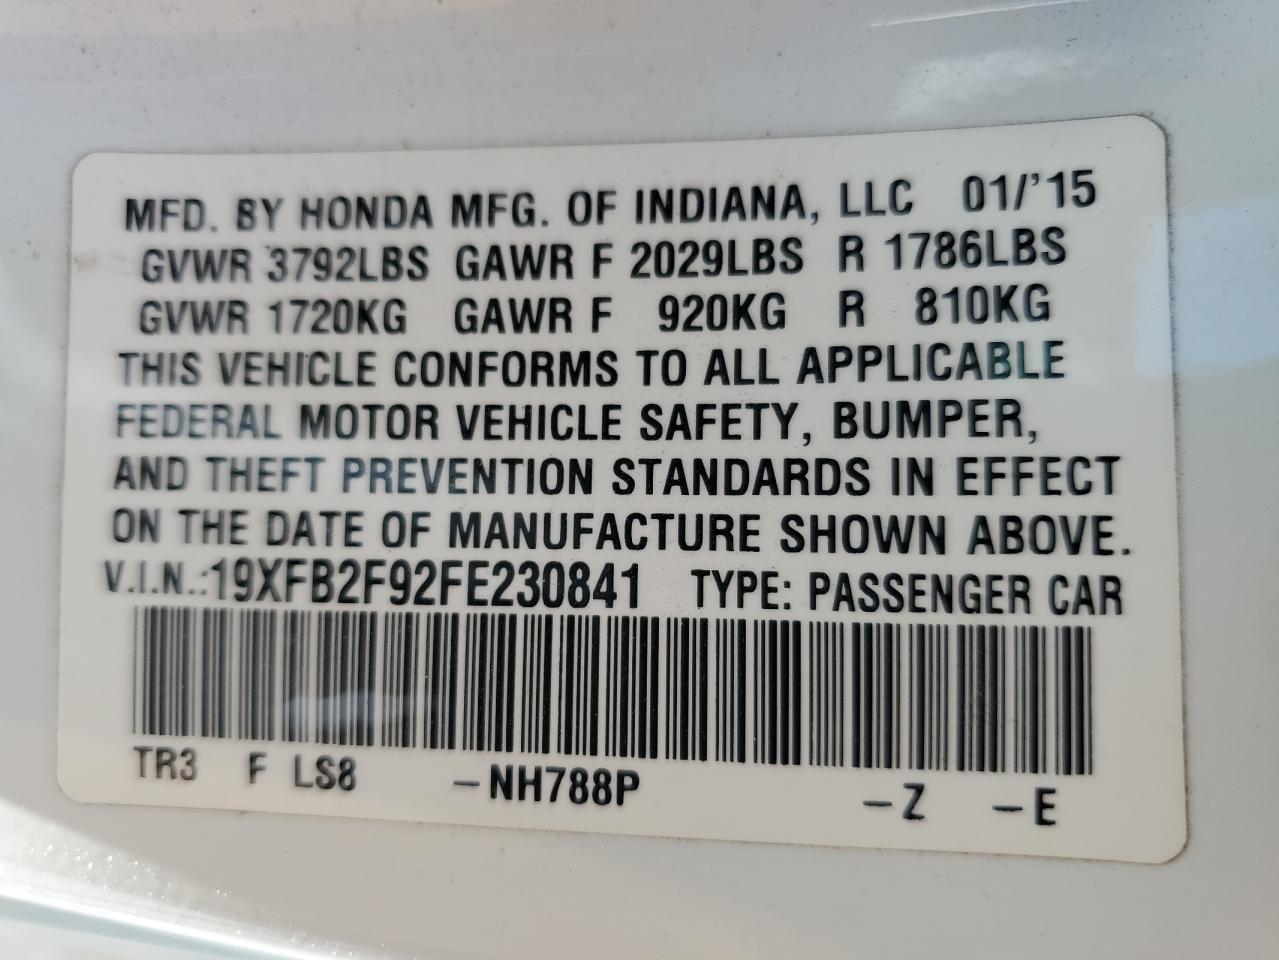 MFD. BY HONDA MFG. OF INDIANA, LLC 01/'15
GVWR 3792LBS GAWR F 2029LBS R 1786LBS
GVWR 1720KG GAWR F 920KG R 810KG
THIS VEHICLE CONFORMS TO ALL APPLICABLE
FEDERAL MOTOR VEHICLE SAFETY, BUMPER,
AND THEFT PREVENTION STANDARDS IN EFFECT
ON THE DATE OF MANUFACTURE SHOWN ABOVE.
V.I.N.:19XFB2F92FE230841 TYPE: PASSENGER CAR
TR3 F LS8 –NH788P –Z –E